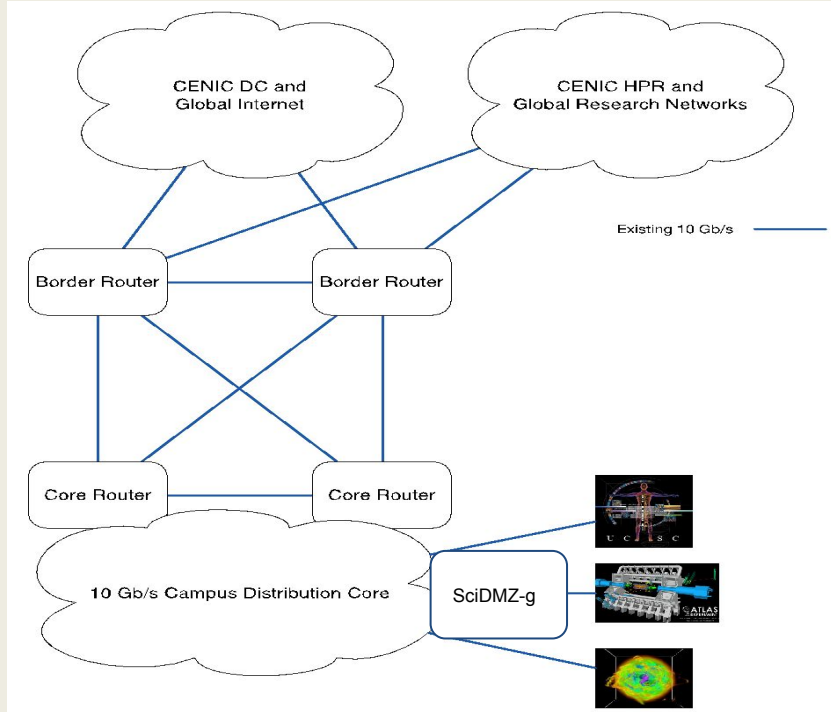 CENIC DC and
Global Internet
CENIC HPR and
Global Research Networks
Existing 10 Gb/s
Border Router
Border Router
Core Router
Core Router
10 Gb/s Campus Distribution Core
SciDMZ-g
U C S C
ATLAS